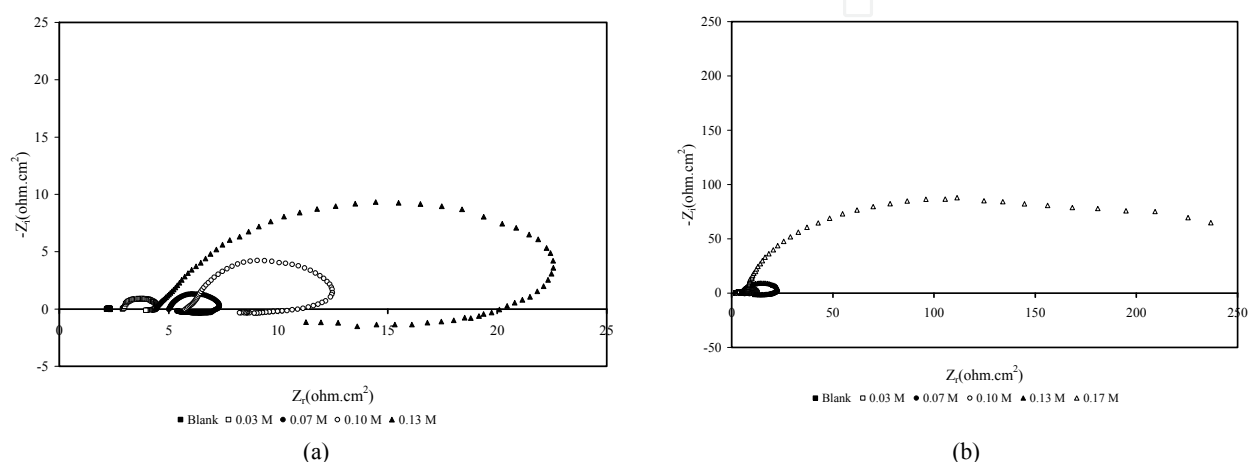 25
20
15
10
5
0
-5
-Zᵢ(ohm.cm²)
0 5 10 15 20 25
Zᵣ(ohm.cm²)
■ Blank □ 0.03 M ● 0.07 M ○ 0.10 M ▲ 0.13 M
(a)
250
200
150
100
50
0
-50
-Zᵢ(ohm.cm²)
0 50 100 150 200 250
Zᵣ(ohm.cm²)
■ Blank □ 0.03 M ● 0.07 M ○ 0.10 M ▲ 0.13 M △ 0.17 M
(b)